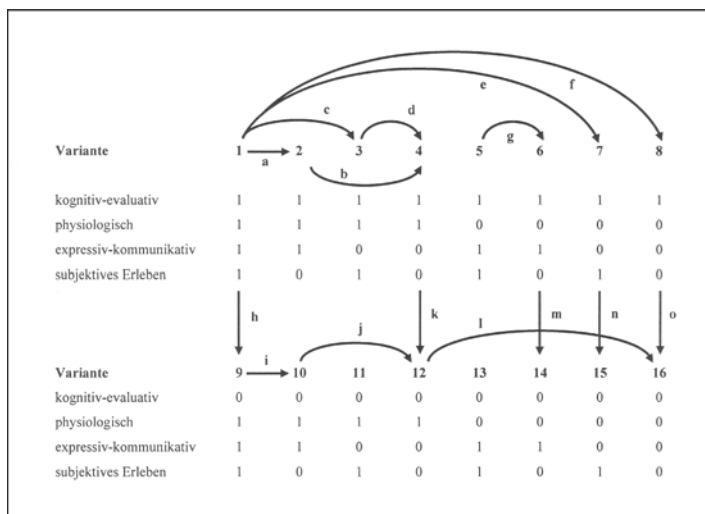 f
e
c d
g
Variante 1 2 3 4 5 6 7 8
a
b
kognitiv-evaluativ 1 1 1 1 1 1 1 1
physiologisch 1 1 1 1 0 0 0 0
expressiv-kommunikativ 1 1 0 0 1 1 0 0
subjektives Erleben 1 0 1 0 1 0 1 0
h j k l m n o
i
Variante 9 10 11 12 13 14 15 16
kognitiv-evaluativ 0 0 0 0 0 0 0 0
physiologisch 1 1 1 1 0 0 0 0
expressiv-kommunikativ 1 1 0 0 1 1 0 0
subjektives Erleben 1 0 1 0 1 0 1 0